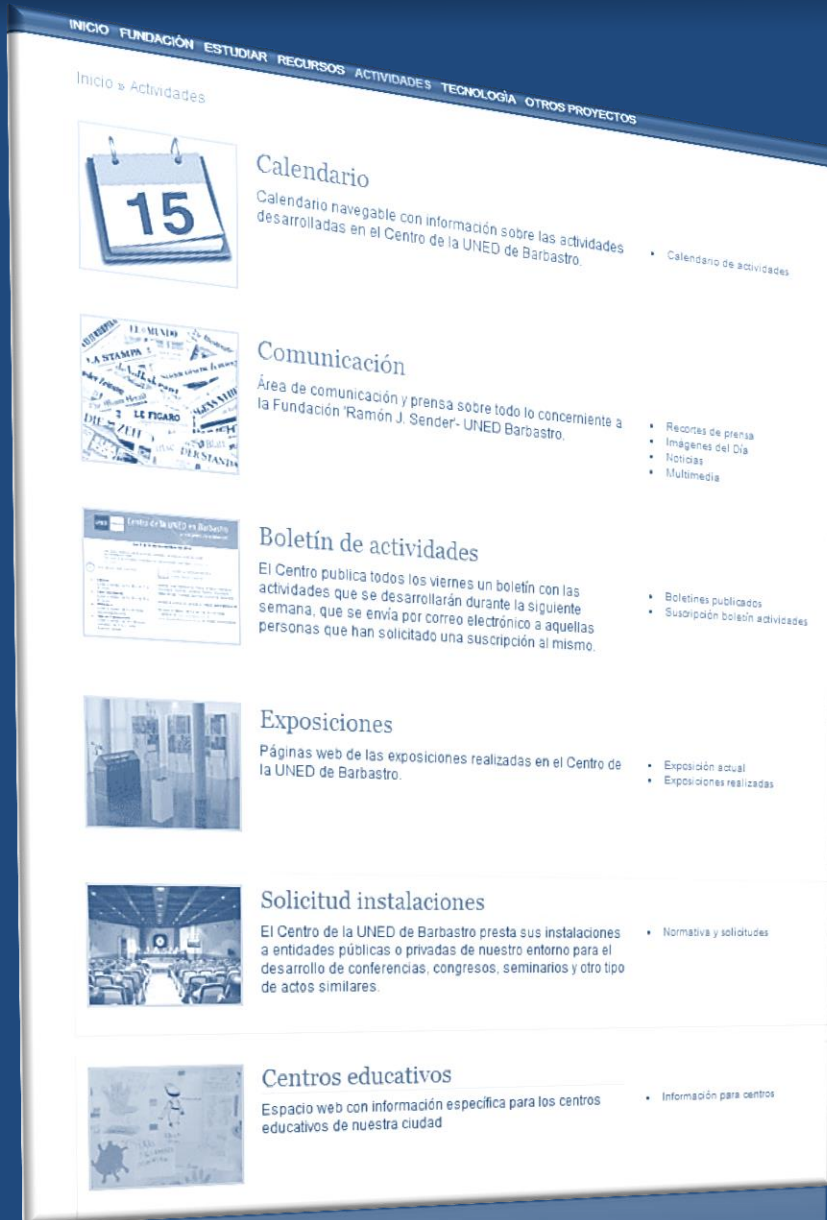 INICIO FUNDACIÓN ESTUDIAR RECURSOS ACTIVIDADES TECNOLOGÌA OTROS PROYECTOS
Inicio » Actividades
15
Calendario
Calendario navegable con información sobre las actividades
desarrolladas en el Centro de la UNED de Barbastro.
• Calendario de actividades
EL MUNDO
LA STAMPA
LE FIGARO
DIE ZEIT
DER STANDA
Comunicación
Área de comunicación y prensa sobre todo lo concerniente a
la Fundación 'Ramón J. Sender'- UNED Barbastro.
• Recortes de prensa
• Imágenes del Día
• Noticias
• Multimedia
Centro de la UNED en Barbastro
Boletín de actividades
El Centro publica todos los viernes un boletín con las
actividades que se desarrollarán durante la siguiente
semana, que se envía por correo electrónico a aquellas
personas que han solicitado una suscripción al mismo.
• Boletines publicados
• Suscripción boletín actividades
Exposiciones
Páginas web de las exposiciones realizadas en el Centro de
la UNED de Barbastro.
• Exposición actual
• Exposiciones realizadas
Solicitud instalaciones
El Centro de la UNED de Barbastro presta sus instalaciones
a entidades públicas o privadas de nuestro entorno para el
desarrollo de conferencias, congresos, seminarios y otro tipo
de actos similares.
• Normativa y solicitudes
Centros educativos
Espacio web con información específica para los centros
educativos de nuestra ciudad
• Información para centros